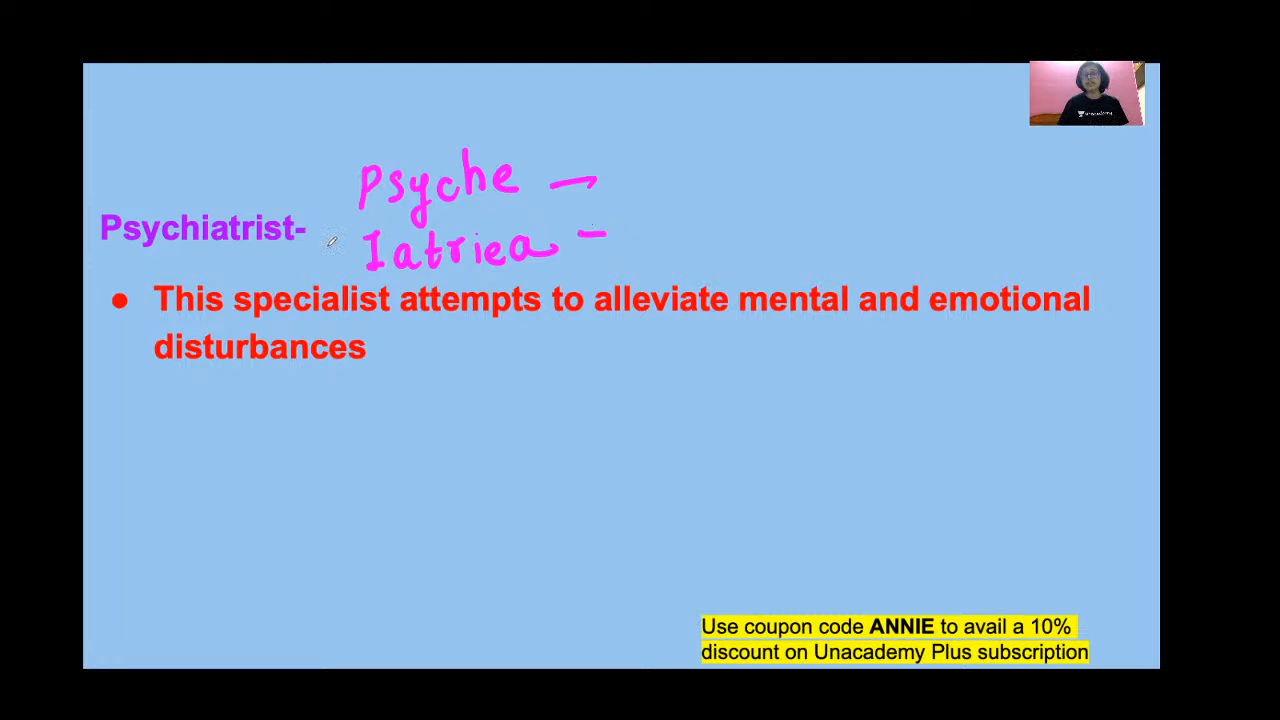 Psyche →
Psychiatrist-
Iatriea -
● This specialist attempts to alleviate mental and emotional
disturbances
Use coupon code ANNIE to avail a 10%
discount on Unacademy Plus subscription
unacademy